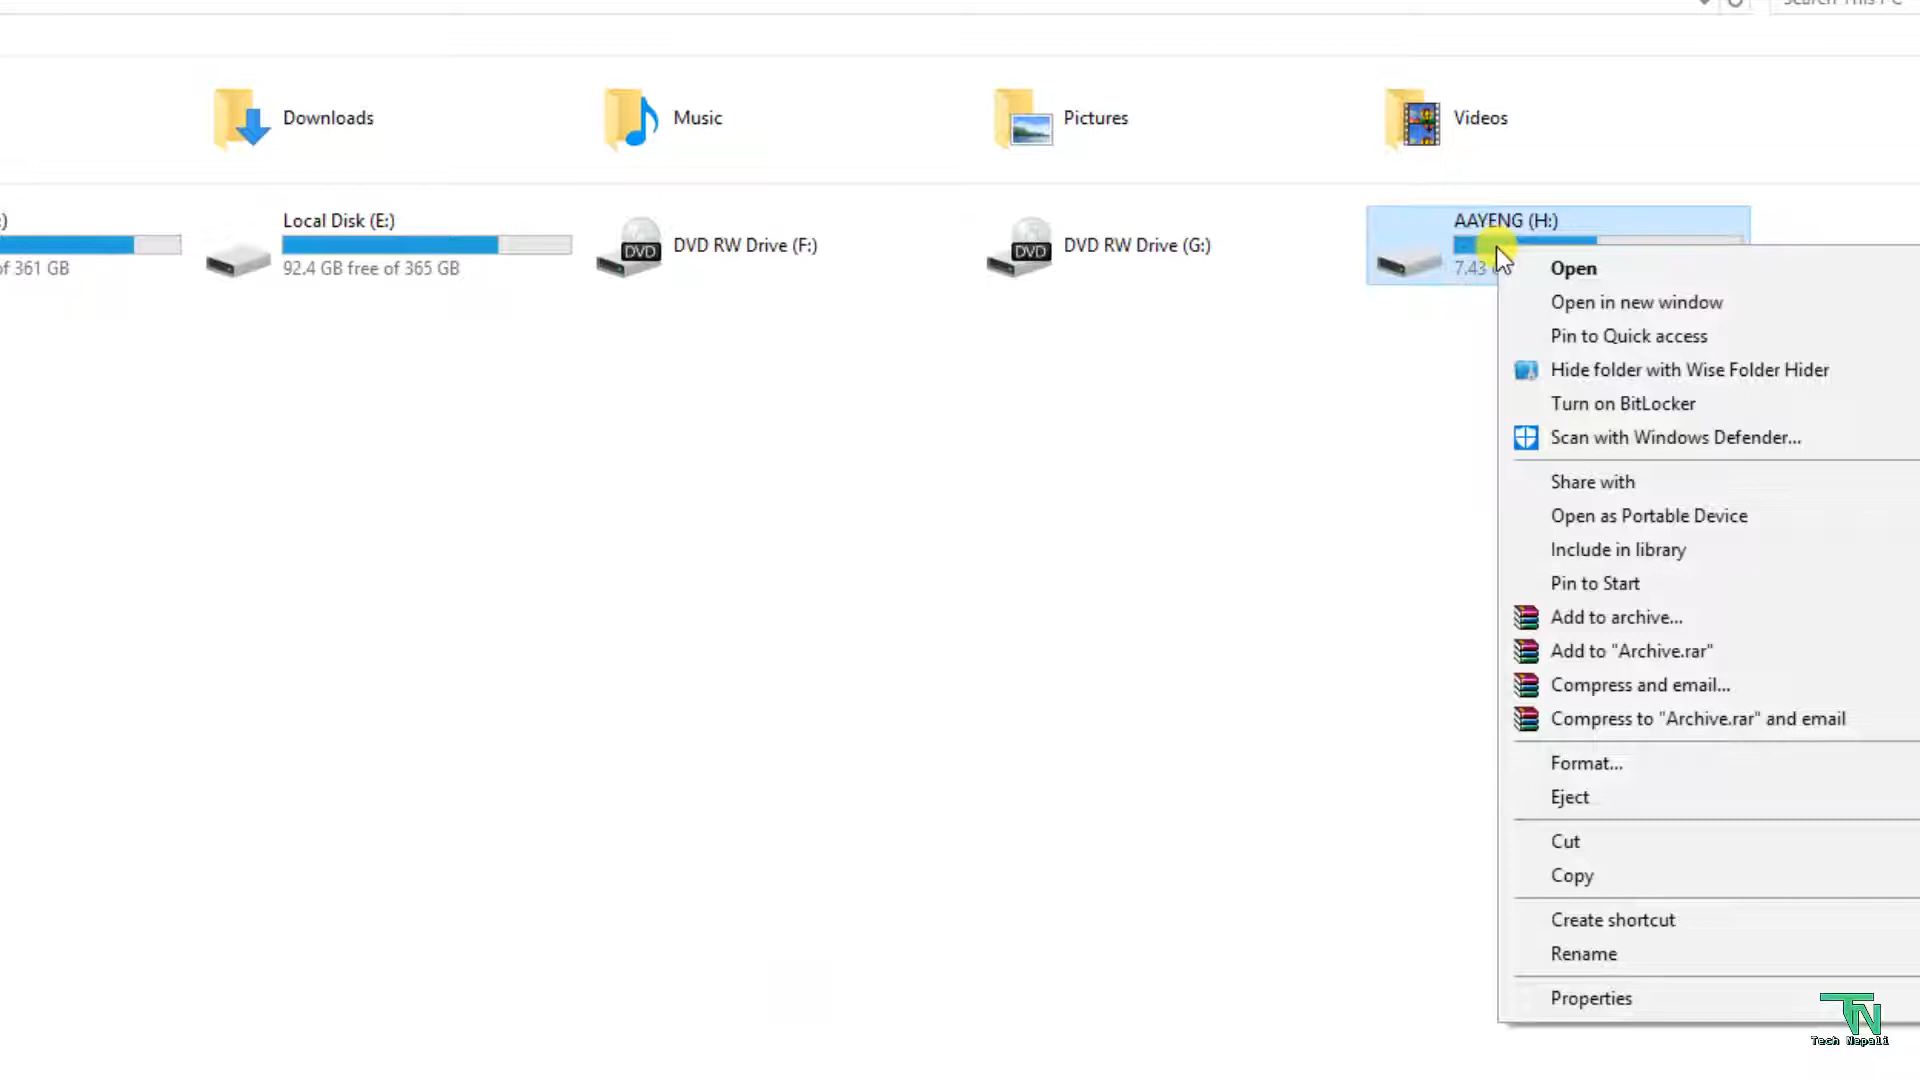 Downloads
Music
Pictures
Videos
of 361 GB
Local Disk (E:)
92.4 GB free of 365 GB
DVD
DVD RW Drive (F:)
DVD
DVD RW Drive (G:)
AAYENG (H:)
7.43
Open
Open in new window
Pin to Quick access
Hide folder with Wise Folder Hider
Turn on BitLocker
Scan with Windows Defender...
Share with
Open as Portable Device
Include in library
Pin to Start
Add to archive...
Add to "Archive.rar"
Compress and email...
Compress to "Archive.rar" and email
Format...
Eject
Cut
Copy
Create shortcut
Rename
Properties
TN
Tech Nepali